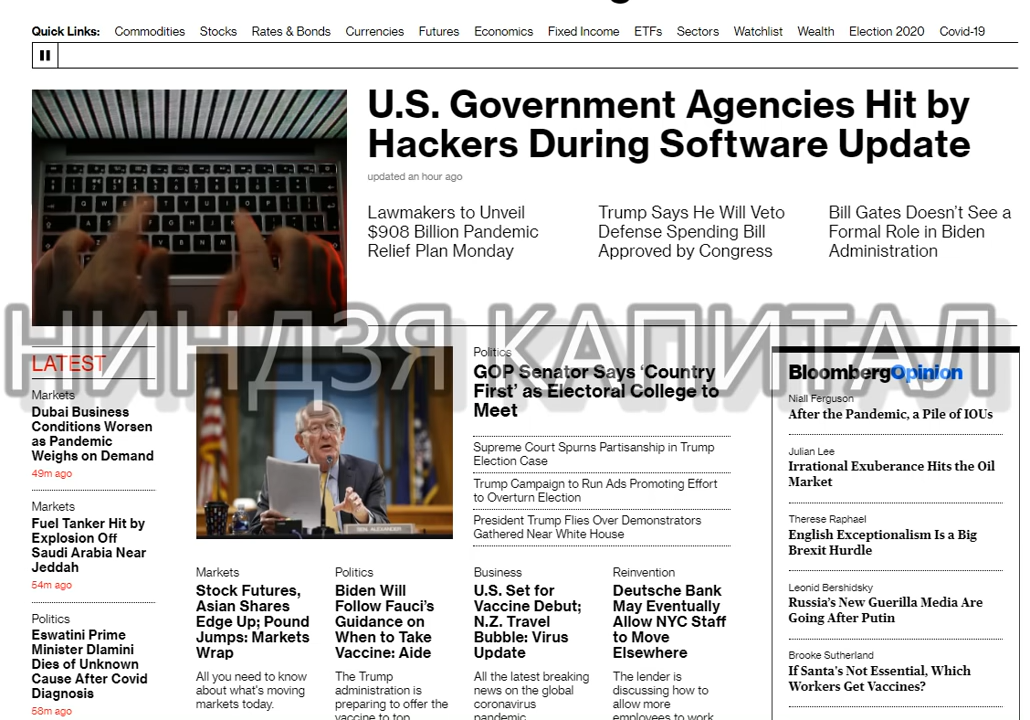 Quick Links: Commodities Stocks Rates & Bonds Currencies Futures Economics Fixed Income ETFs Sectors Watchlist Wealth Election 2020 Covid-19
U.S. Government Agencies Hit by
Hackers During Software Update
updated an hour ago
Lawmakers to Unveil
$908 Billion Pandemic
Relief Plan Monday
Trump Says He Will Veto
Defense Spending Bill
Approved by Congress
Bill Gates Doesn't See a
Formal Role in Biden
Administration
НИНДЗЯ КАПИТАЛ
LATEST
Markets
Dubai Business
Conditions Worsen
as Pandemic
Weighs on Demand
49m ago
Markets
Fuel Tanker Hit by
Explosion Off
Saudi Arabia Near
Jeddah
54m ago
Politics
Eswatini Prime
Minister Dlamini
Dies of Unknown
Cause After Covid
Diagnosis
58m ago
SEN. ALEXANDER
Politics
GOP Senator Says 'Country
First' as Electoral College to
Meet
Supreme Court Spurns Partisanship in Trump
Election Case
Trump Campaign to Run Ads Promoting Effort
to Overturn Election
President Trump Flies Over Demonstrators
Gathered Near White House
Markets
Stock Futures,
Asian Shares
Edge Up; Pound
Jumps: Markets
Wrap
All you need to know
about what's moving
markets today.
Politics
Biden Will
Follow Fauci's
Guidance on
When to Take
Vaccine: Aide
The Trump
administration is
preparing to offer the
vaccine to top
Business
U.S. Set for
Vaccine Debut;
N.Z. Travel
Bubble: Virus
Update
All the latest breaking
news on the global
coronavirus
pandemic
Reinvention
Deutsche Bank
May Eventually
Allow NYC Staff
to Move
Elsewhere
The lender is
discussing how to
allow more
employees to work
BloombergOpinion
Niall Ferguson
After the Pandemic, a Pile of IOUs
Julian Lee
Irrational Exuberance Hits the Oil
Market
Therese Raphael
English Exceptionalism Is a Big
Brexit Hurdle
Leonid Bershidsky
Russia's New Guerilla Media Are
Going After Putin
Brooke Sutherland
If Santa's Not Essential, Which
Workers Get Vaccines?